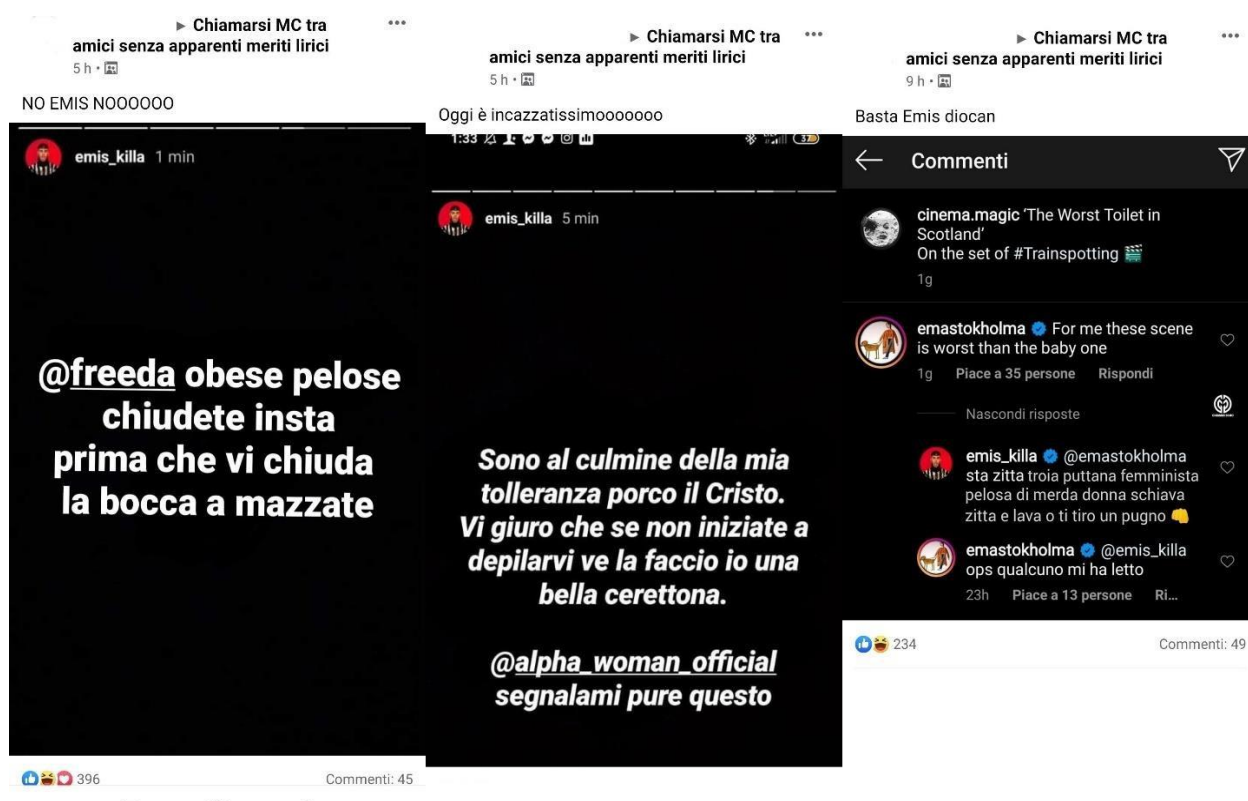 ► Chiamarsi MC tra
amici senza apparenti meriti lirici
5 h
NO EMIS NOOOOOO
emis_killa 1 min
@freeda obese pelose
chiudete insta
prima che vi chiuda
la bocca a mazzate
396
Commenti: 45
► Chiamarsi MC tra
amici senza apparenti meriti lirici
5 h
Oggi è incazzatissimooooooo
1:33
37
emis_killa 5 min
Sono al culmine della mia
tolleranza porco il Cristo.
Vi giuro che se non iniziate a
depilarvi ve la faccio io una
bella cerettona.
@alpha_woman_official
segnalami pure questo
► Chiamarsi MC tra
amici senza apparenti meriti lirici
9 h
Basta Emis diocan
Commenti
cinema.magic ‘The Worst Toilet in
Scotland’
On the set of #Trainspotting
1g
emastokholma For me these scene
is worst than the baby one
1g Piace a 35 persone Rispondi
Nascondi risposte
emis_killa @emastokholma
sta zitta troia puttana femminista
pelosa di merda donna schiava
zitta e lava o ti tiro un pugno
emastokholma @emis_killa
ops qualcuno mi ha letto
23h Piace a 13 persone Ri...
234
Commenti: 49